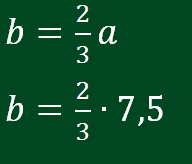 b = 2/3 a
b = 2/3 · 7,5